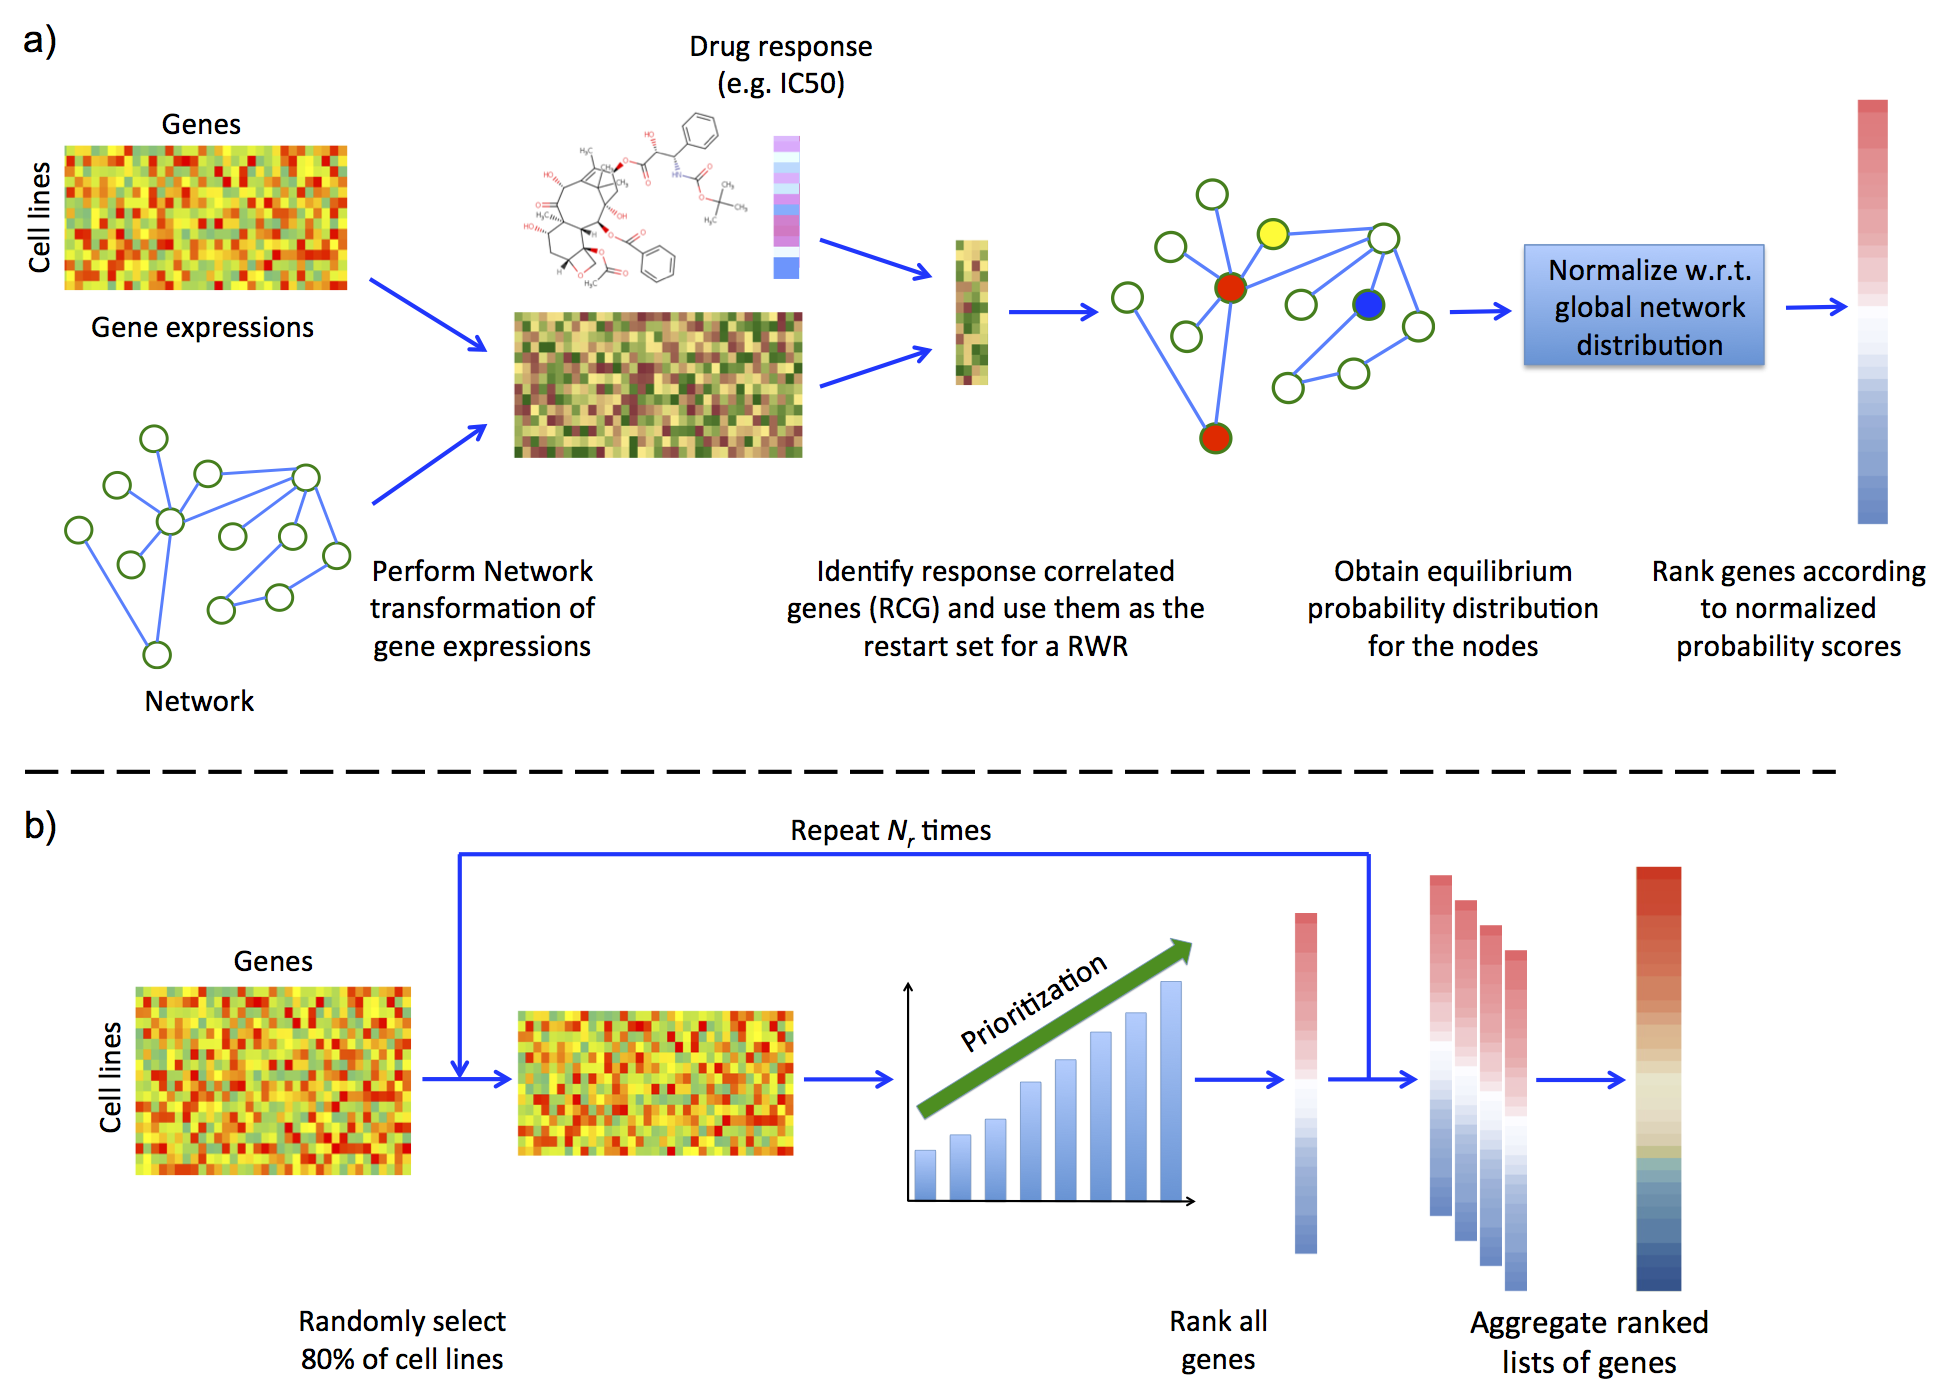 a)
Drug response
(e.g. IC50)
Genes
Cell lines
Gene expressions
Network
Perform Network
transformation of
gene expressions
Identify response correlated
genes (RCG) and use them as the
restart set for a RWR
Obtain equilibrium
probability distribution
for the nodes
Normalize w.r.t.
global network
distribution
Rank genes according
to normalized
probability scores
b)
Repeat Nr times
Genes
Cell lines
Randomly select
80% of cell lines
Prioritization
Rank all
genes
Aggregate ranked
lists of genes